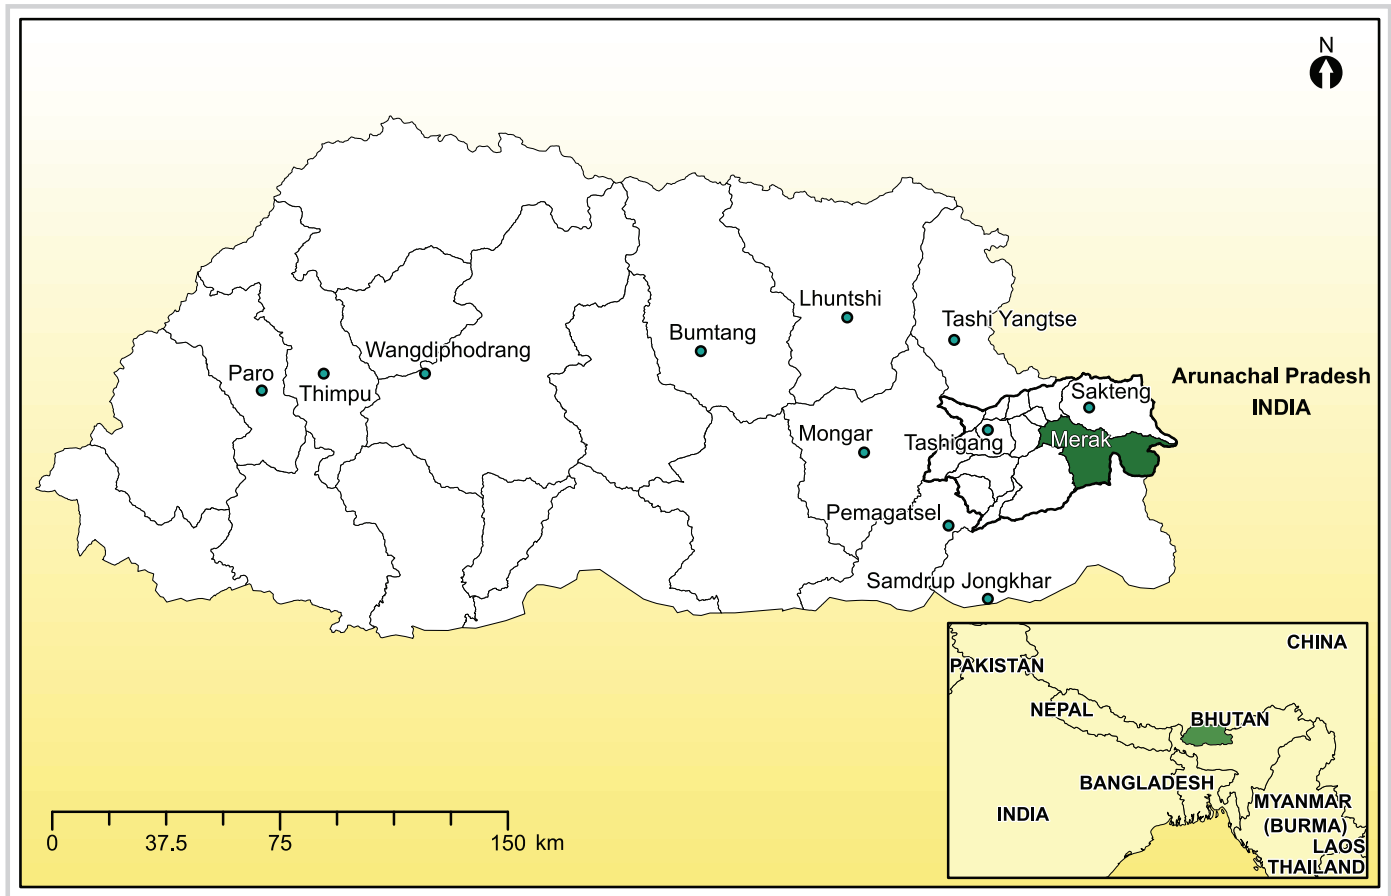 N
Lhuntshi
Tashi Yangtse
Bumtang
Wangdiphodrang
Paro
Thimpu
Arunachal Pradesh
INDIA
Sakteng
Mongar
Tashigang
Merak
Pemagatsel
Samdrup Jongkhar
CHINA
PAKISTAN
NEPAL
BHUTAN
BANGLADESH
INDIA
MYANMAR
(BURMA)
LAOS
THAILAND
0 37.5 75 150 km